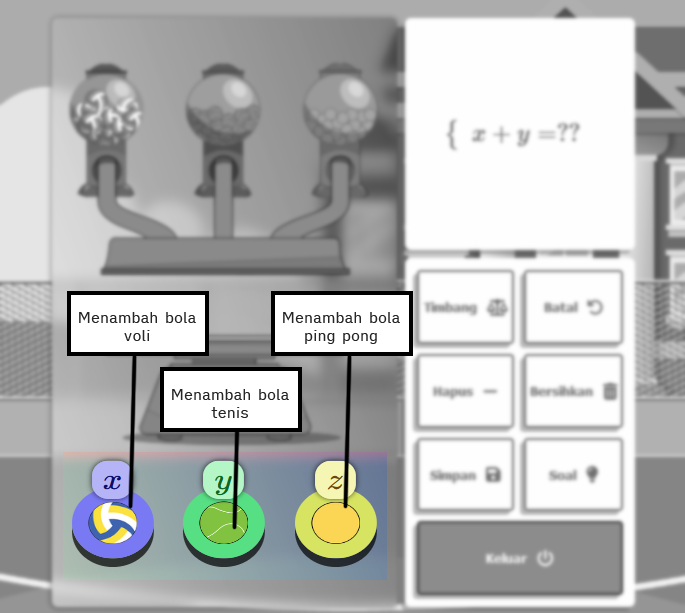 { x + y =??
Timbang
Batal
Menambah bola
voli
Menambah bola
ping pong
Menambah bola
tenis
Hapus
Bersihkan
x
y
z
Simpan
Soal
Keluar